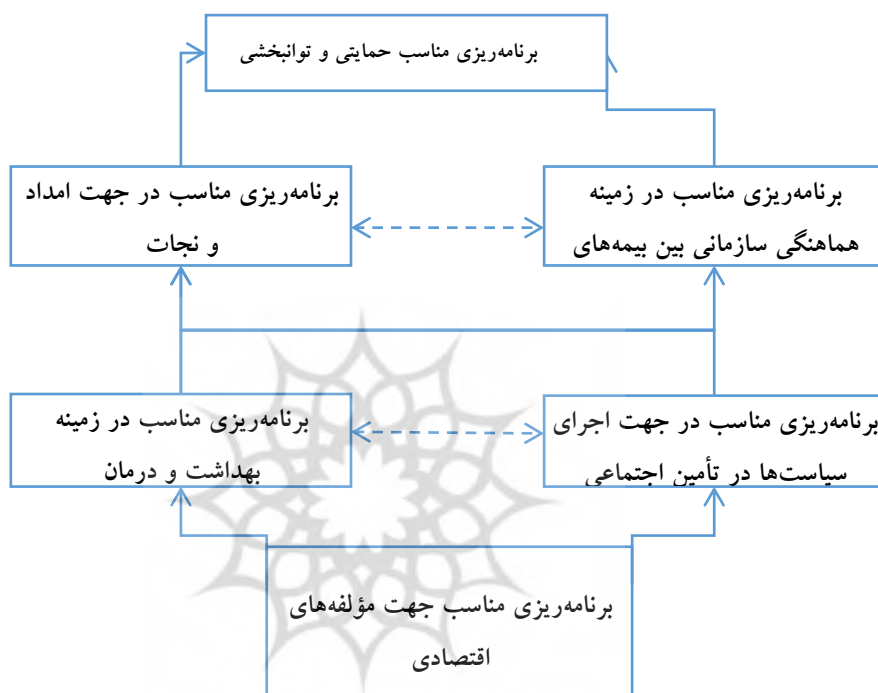 برنامه‌ریزی مناسب حمایتی و توانبخشی
برنامه‌ریزی مناسب در زمینه
هماهنگی سازمانی بین بیمه‌های
برنامه‌ریزی مناسب در جهت امداد
و نجات
برنامه‌ریزی مناسب در جهت اجرای
سیاست‌ها در تأمین اجتماعی
برنامه‌ریزی مناسب در زمینه
بهداشت و درمان
برنامه‌ریزی مناسب جهت مؤلفه‌های
اقتصادی